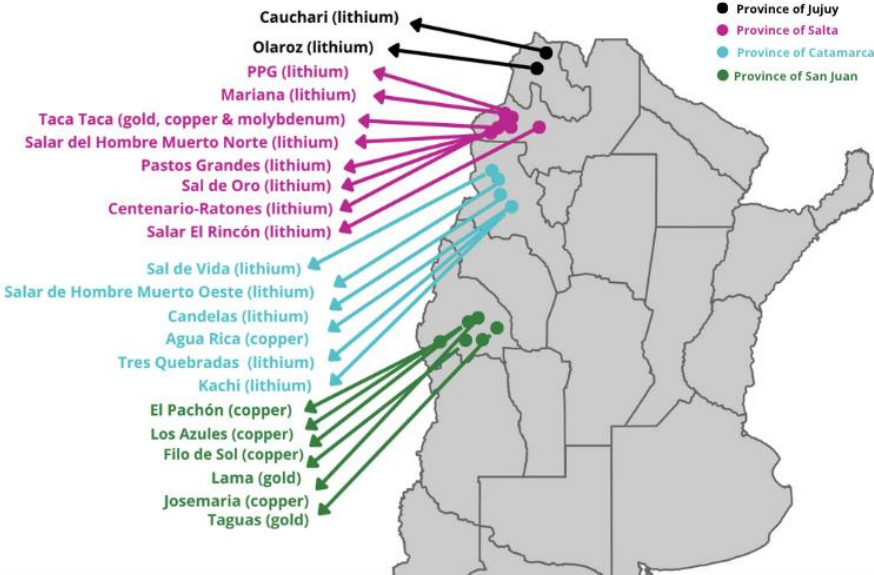 Cauchari (lithium)
Olaroz (lithium)
PPG (lithium)
Mariana (lithium)
Taca Taca (gold, copper & molybdenum)
Salar del Hombre Muerto Norte (lithium)
Pastos Grandes (lithium)
Sal de Oro (lithium)
Centenario-Ratones (lithium)
Salar El Rincón (lithium)
Sal de Vida (lithium)
Salar de Hombre Muerto Oeste (lithium)
Candelas (lithium)
Agua Rica (copper)
Tres Quebradas (lithium)
Kachi (lithium)
El Pachón (copper)
Los Azules (copper)
Filo de Sol (copper)
Lama (gold)
Josemaria (copper)
Taguas (gold)
Province of Jujuy
Province of Salta
Province of Catamarca
Province of San Juan